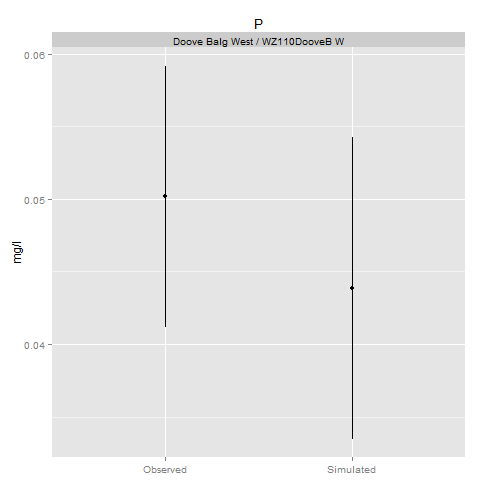 P
Doove Balg West / WZ110DooveB W
0.06
0.05
0.04
mg/l
Observed
Simulated